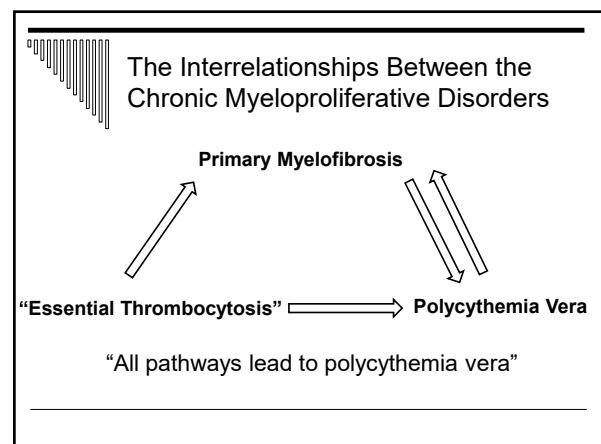 The Interrelationships Between the
Chronic Myeloproliferative Disorders
Primary Myelofibrosis
“Essential Thrombocytosis”
Polycythemia Vera
“All pathways lead to polycythemia vera”